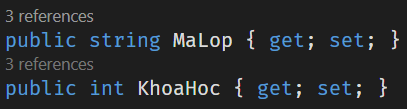 3 references
public string MaLop { get; set; }
3 references
public int KhoaHoc { get; set; }